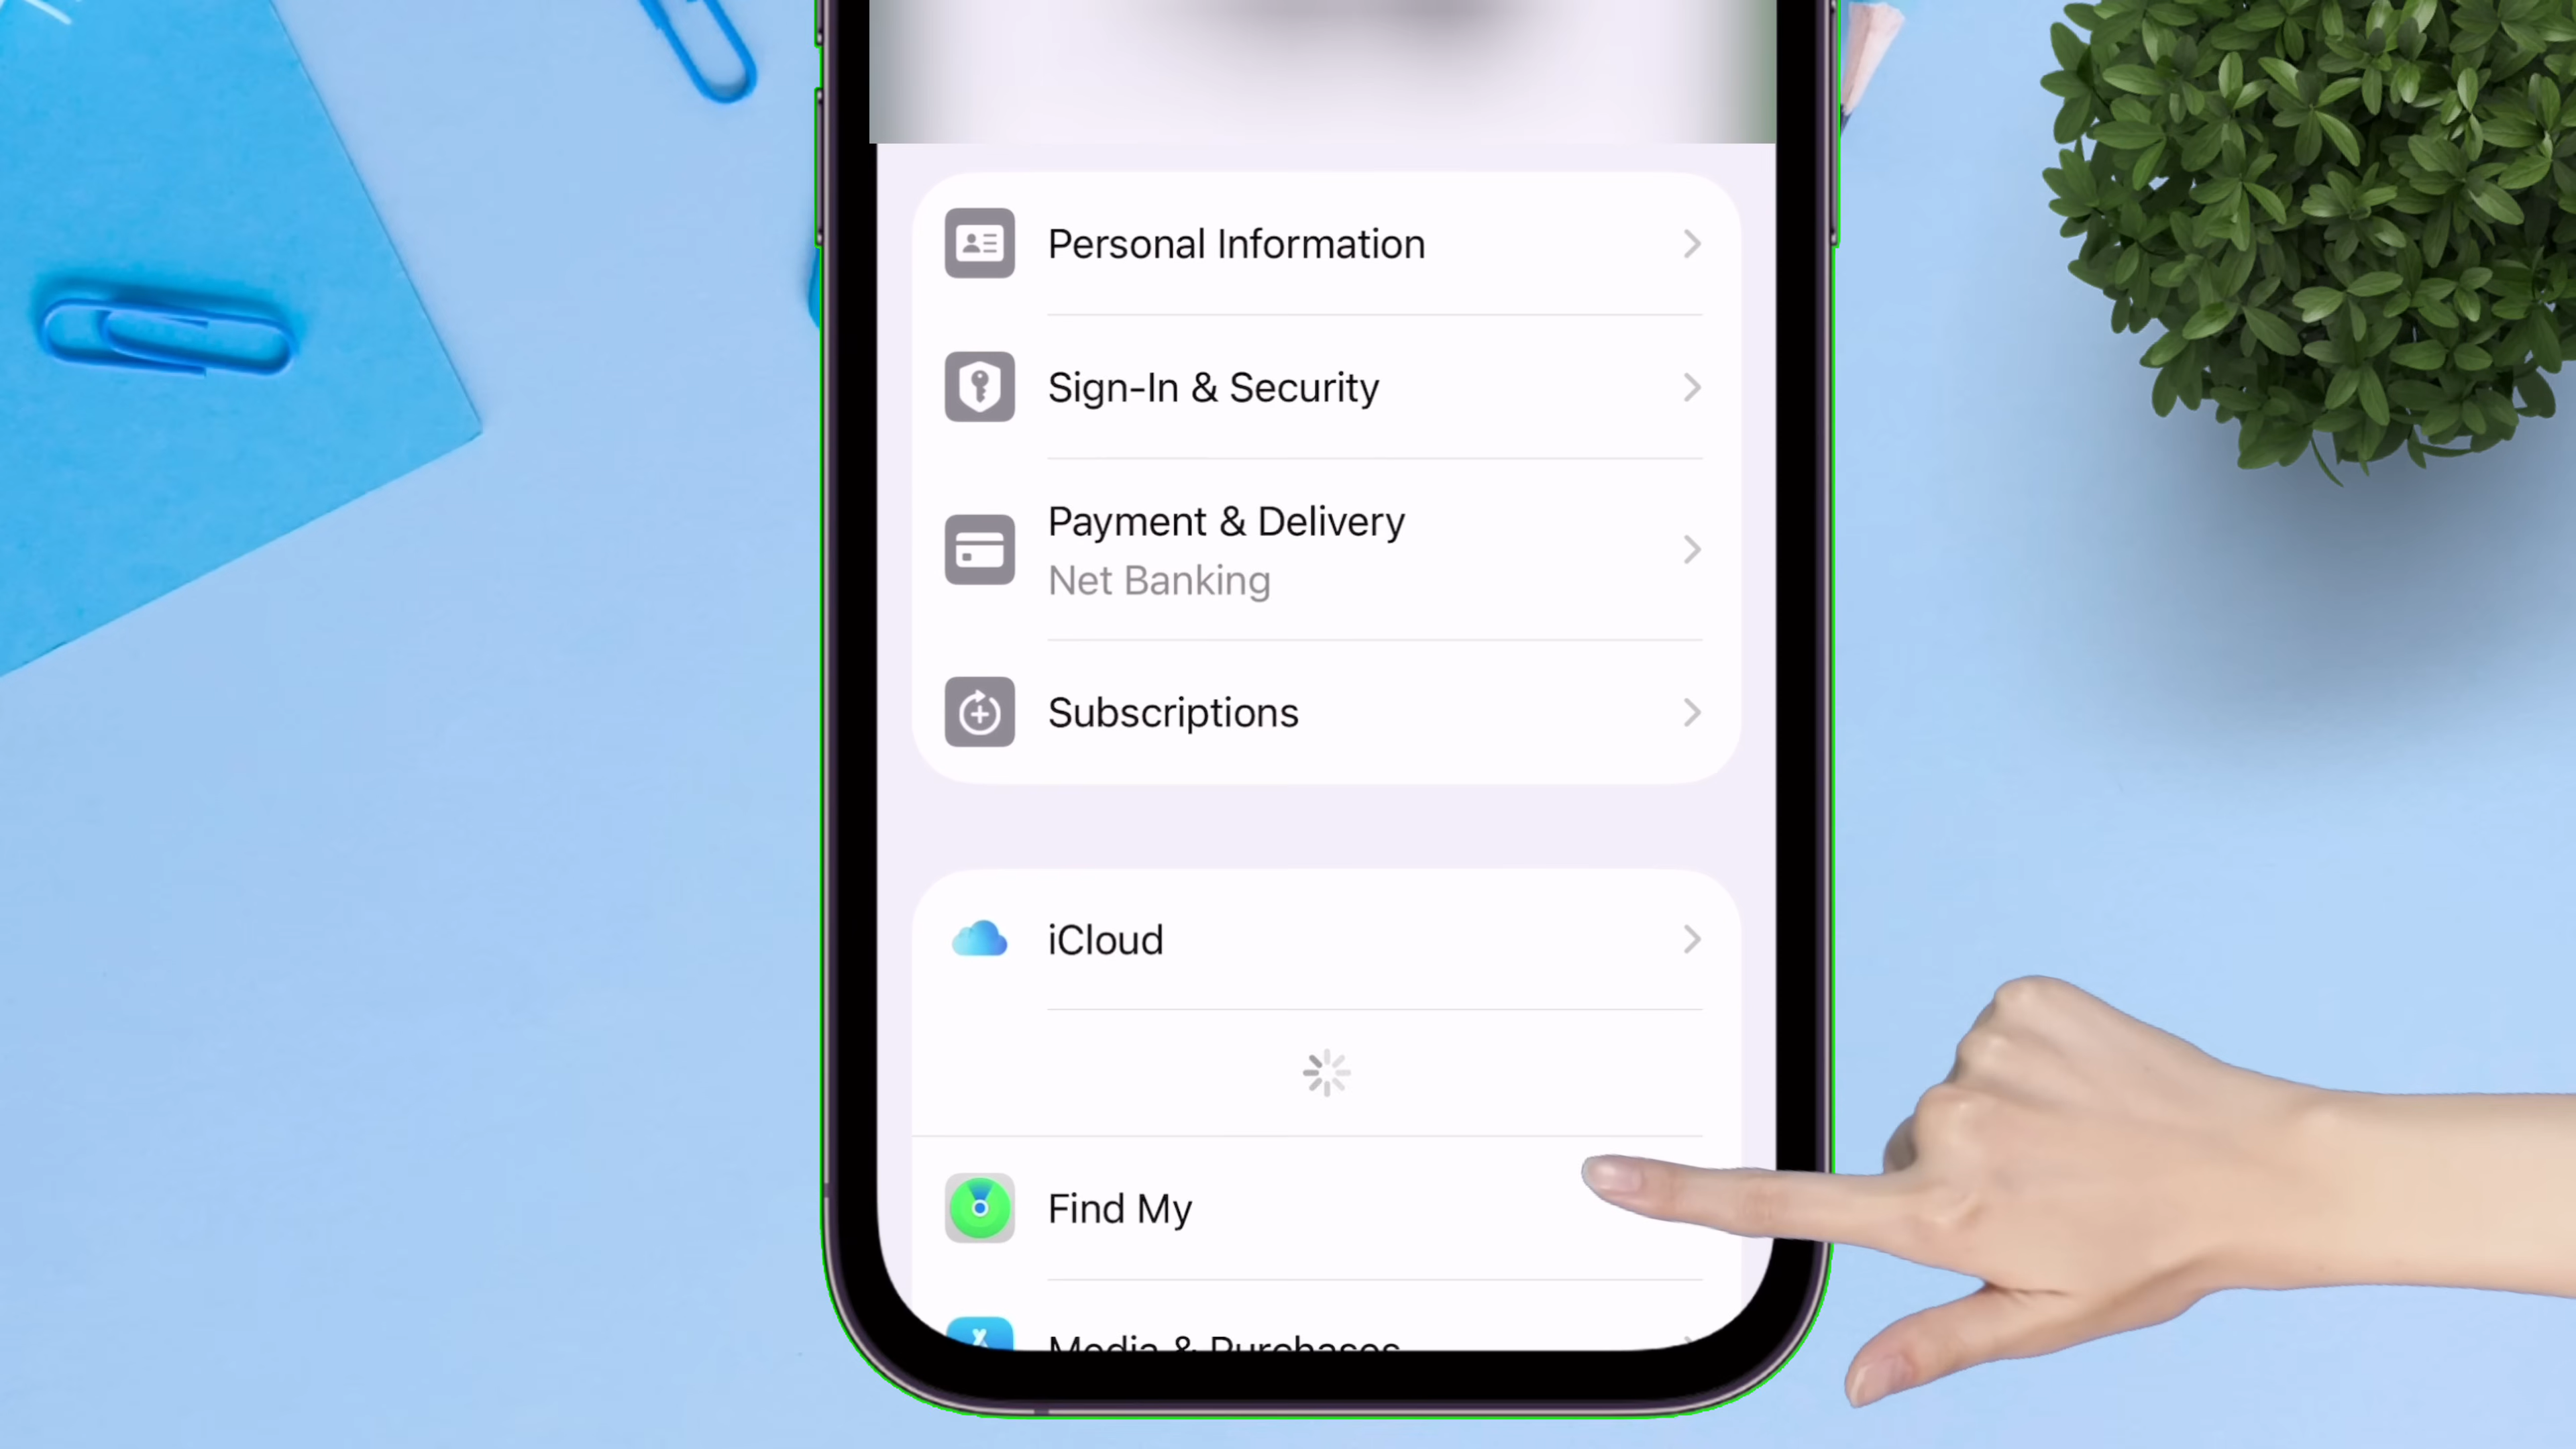 Personal Information
Sign-In & Security
Payment & Delivery
Net Banking
Subscriptions
iCloud
Find My
Media & Purchases